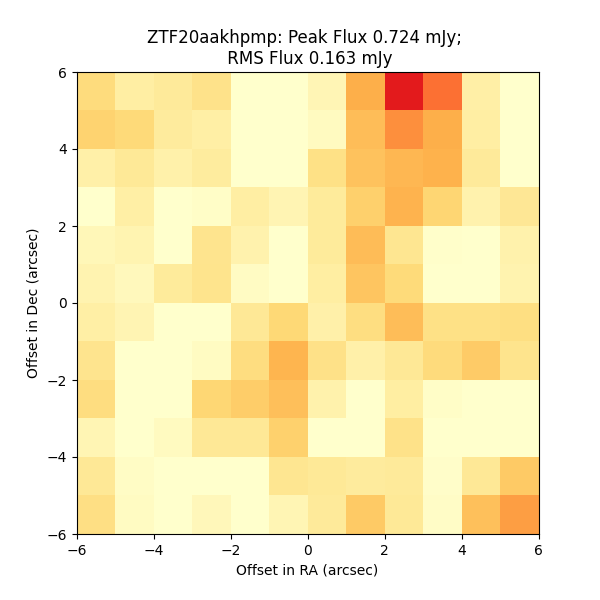 ZTF20aakhpmp: Peak Flux 0.724 mJy;
RMS Flux 0.163 mJy
6
4
2
0
−2
−4
−6
Offset in Dec (arcsec)
−6 −4 −2 0 2 4 6
Offset in RA (arcsec)